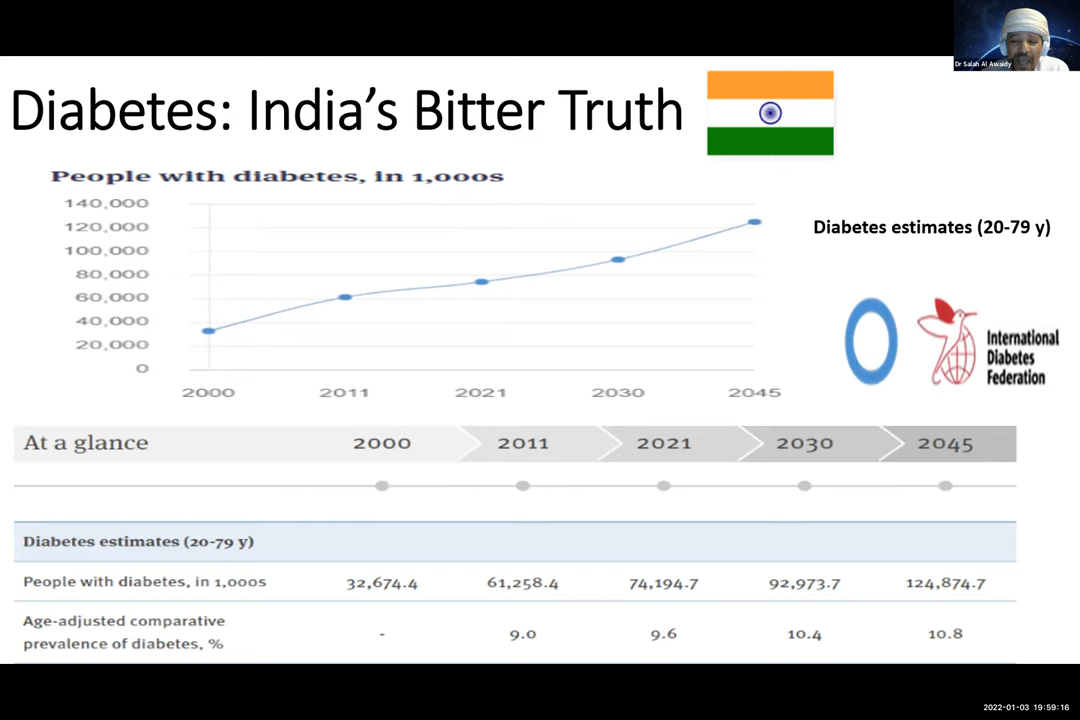 Dr Salah Al Awaidy
Diabetes: India's Bitter Truth
People with diabetes, in 1,000s
140,000
120,000
100,000
80,000
60,000
40,000
20,000
0
2000 2011 2021 2030 2045
Diabetes estimates (20-79 y)
International
Diabetes
Federation
At a glance 2000 2011 2021 2030 2045
Diabetes estimates (20-79 y)
People with diabetes, in 1,000s 32,674.4 61,258.4 74,194.7 92,973.7 124,874.7
Age-adjusted comparative
prevalence of diabetes, % - 9.0 9.6 10.4 10.8
2022-01-03 19:59:16